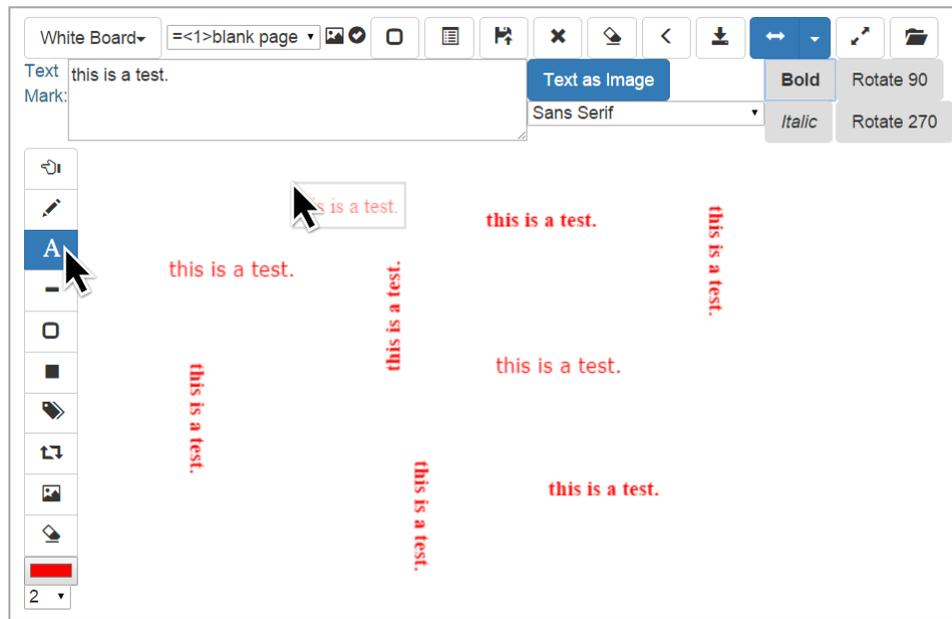 White Board
=<1>blank page
Text Mark:
this is a test.
Text as Image
Sans Serif
Bold
Rotate 90
Italic
Rotate 270
A
is is a test.
this is a test.
this is a test.
this is a test.
this is a test.
this is a test.
this is a test.
this is a test.
this is a test.
2